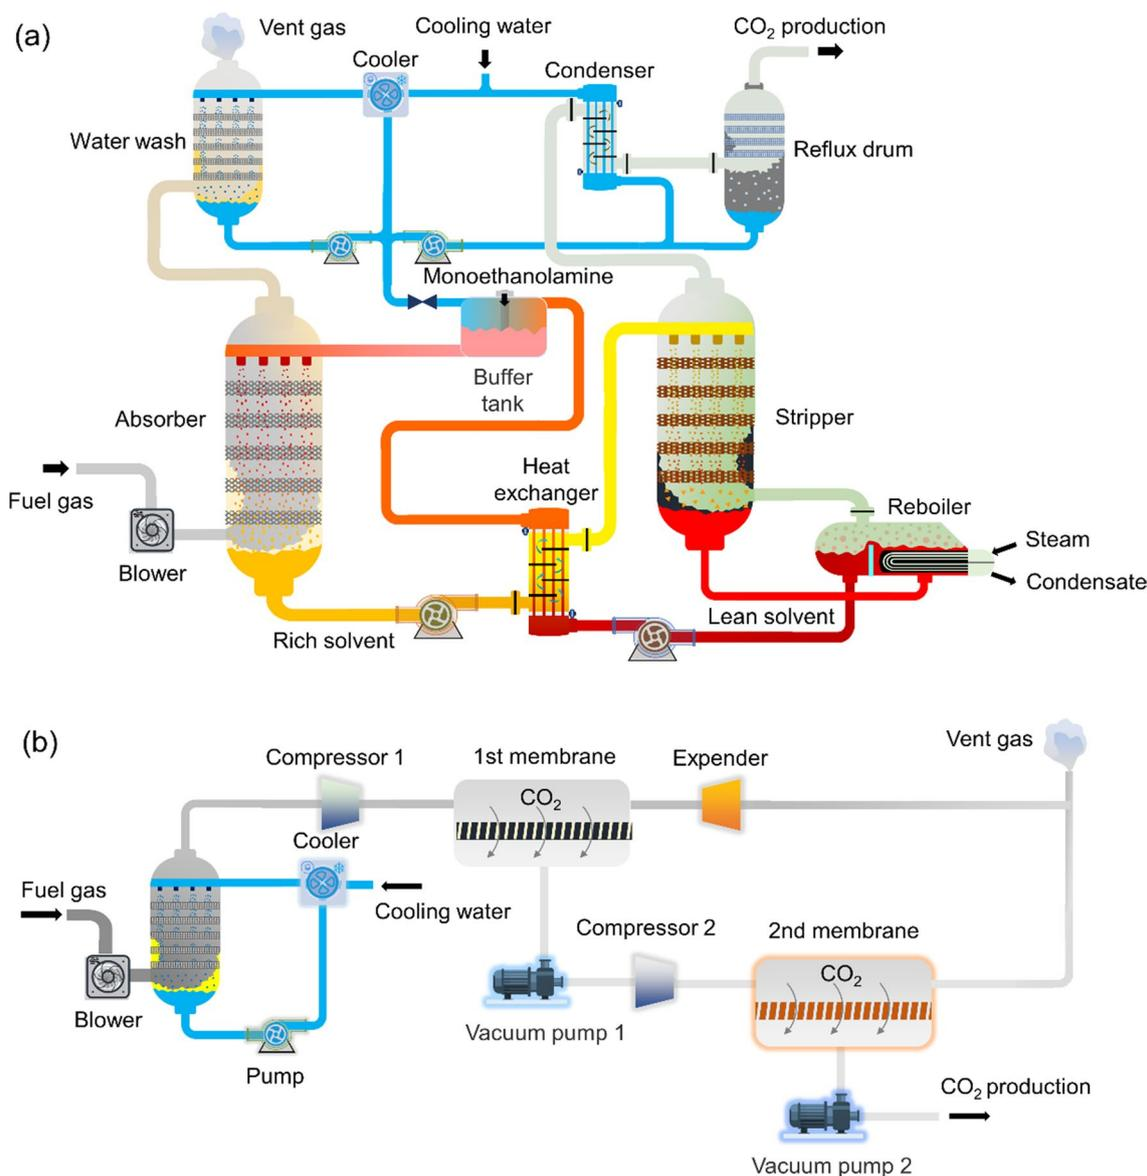 (a)
Vent gas
Cooling water
CO₂ production
Cooler
Condenser
Water wash
Reflux drum
Monoethanolamine
Buffer
tank
Absorber
Stripper
Heat
exchanger
Fuel gas
Blower
Reboiler
Steam
Condensate
Lean solvent
Rich solvent
(b)
Vent gas
Compressor 1
1st membrane
Expender
CO₂
Cooler
Fuel gas
Cooling water
Compressor 2
2nd membrane
CO₂
Blower
Vacuum pump 1
Pump
CO₂ production
Vacuum pump 2